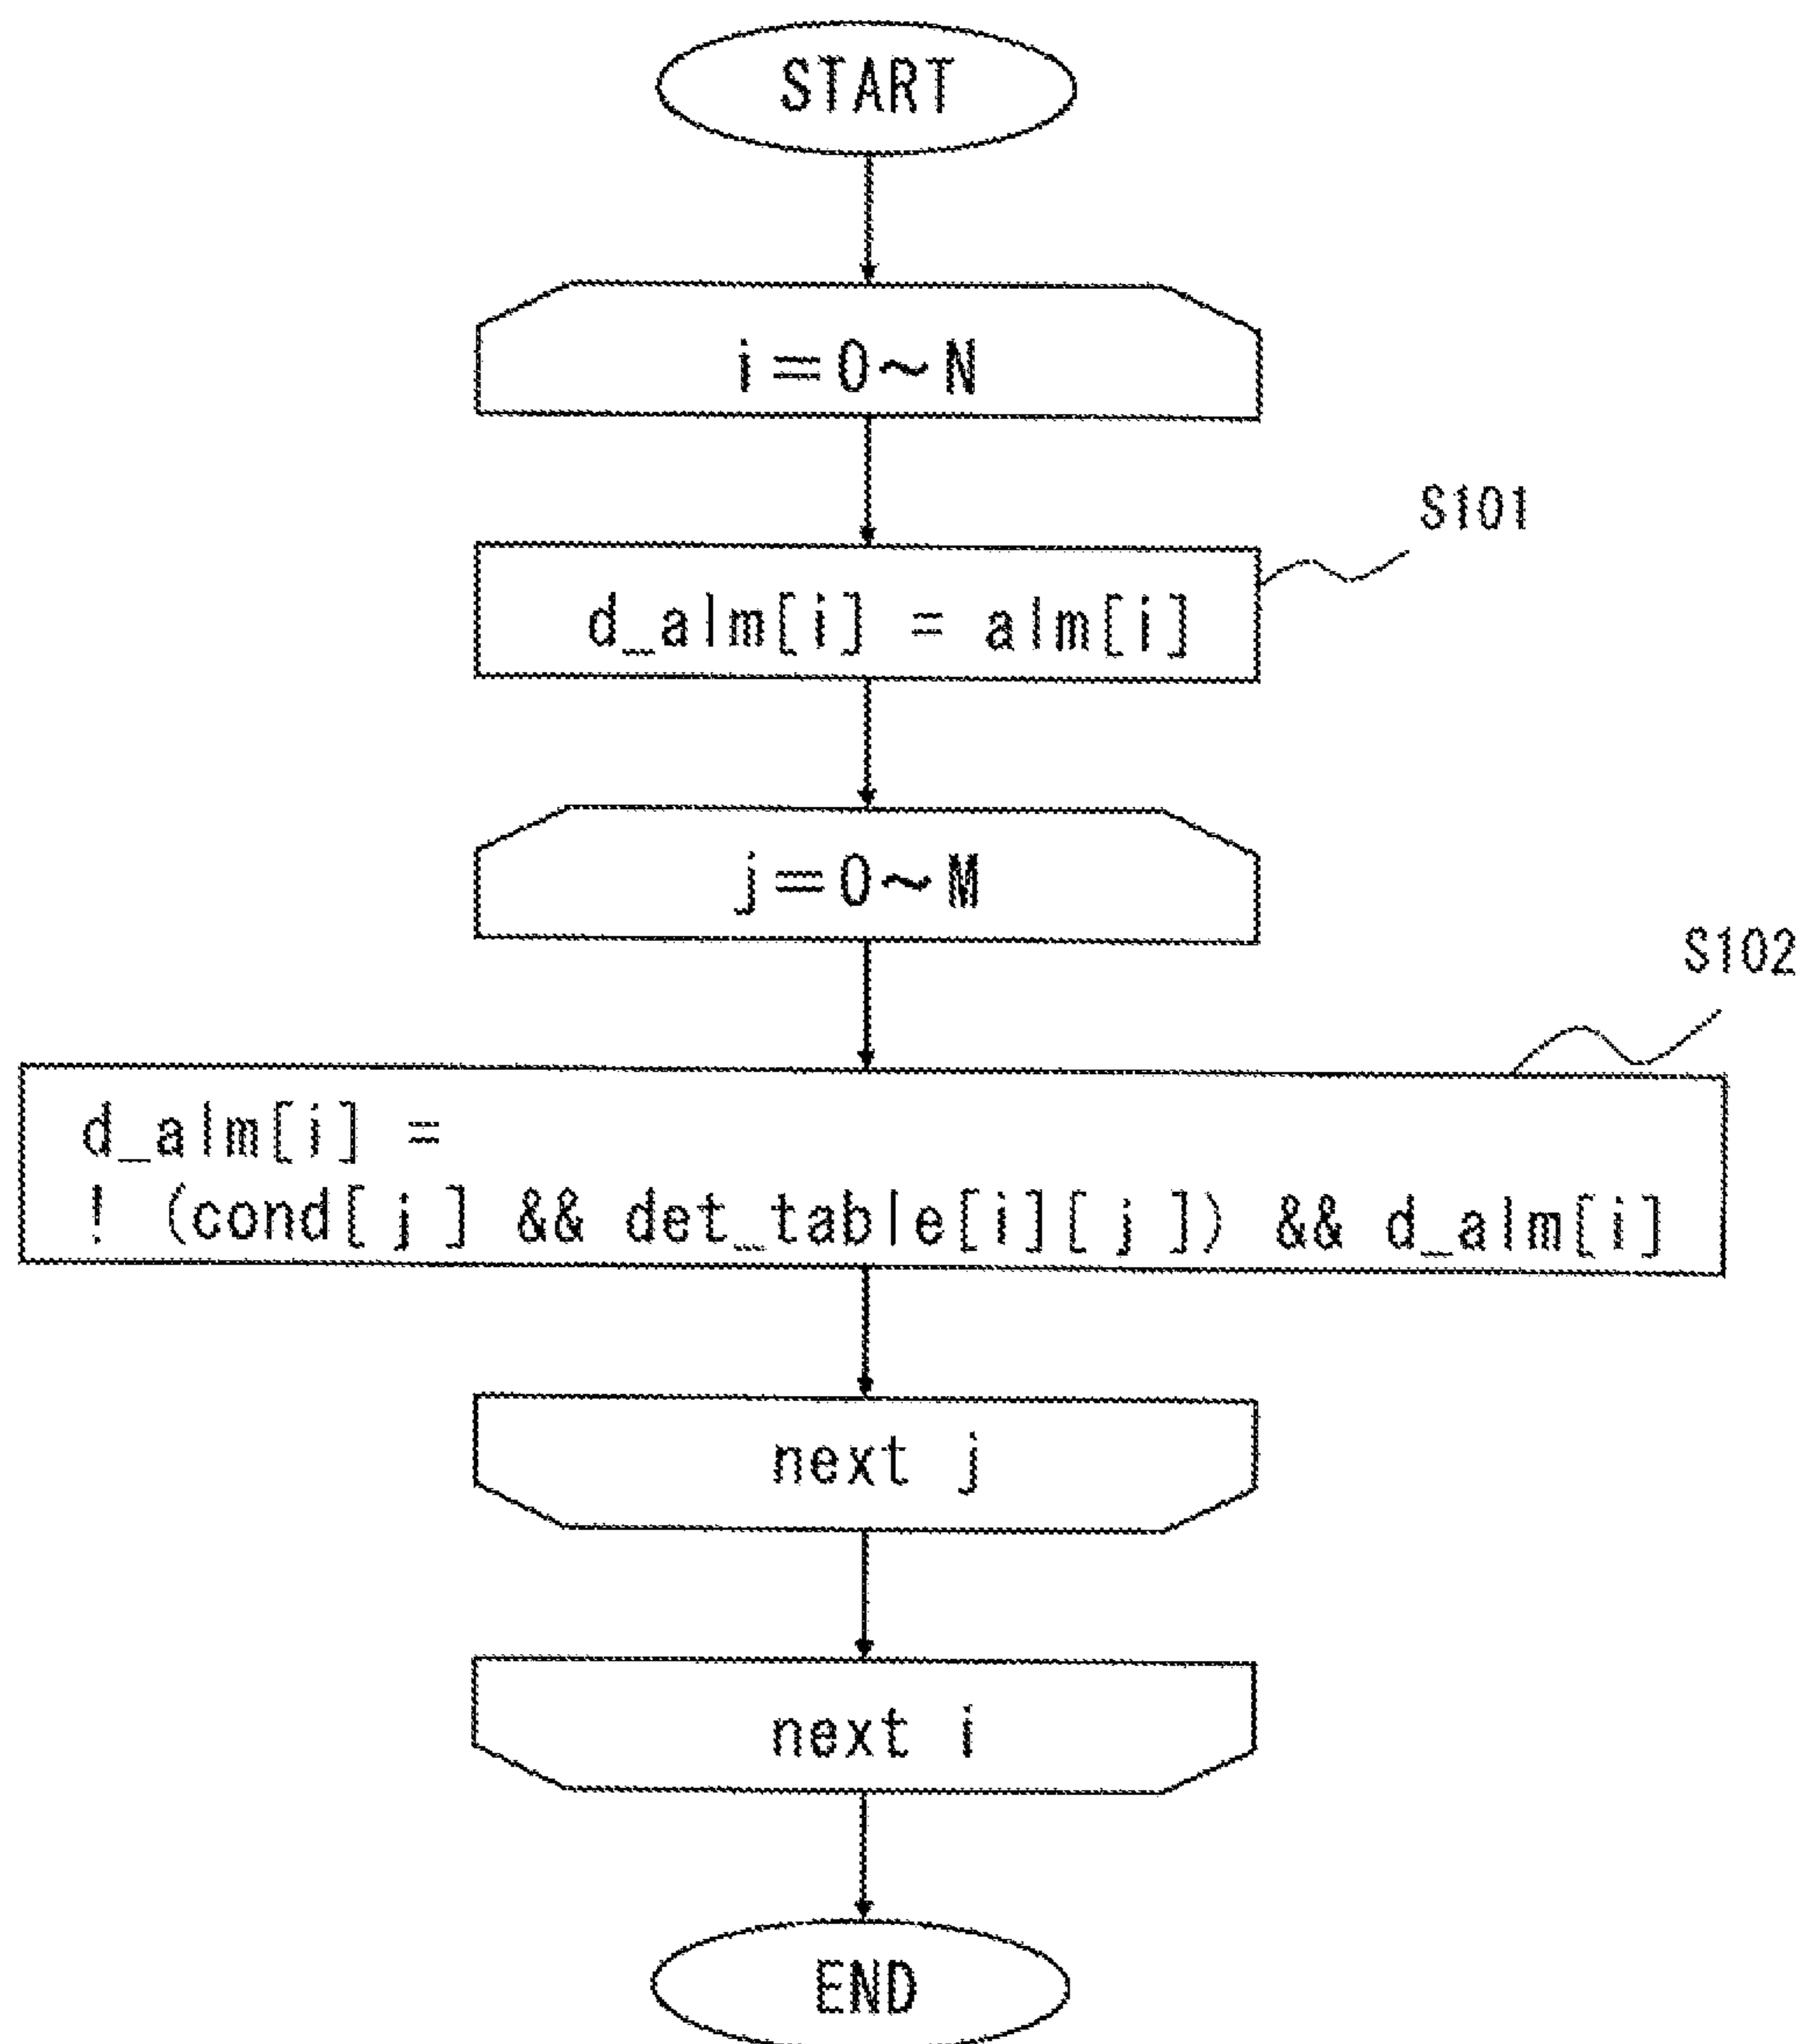 START
i=0~N
S101
d_alm[i] = alm[i]
j=0~M
S102
d_alm[i] =
! (cond[ j ] && det_table[i][ j ]) && d_alm[i]
next j
next i
END